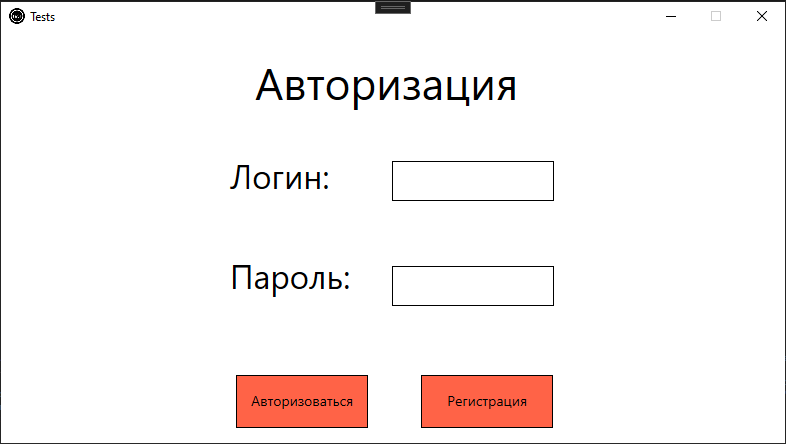 Tests
Авторизация
Логин:
Пароль:
Авторизоваться
Регистрация